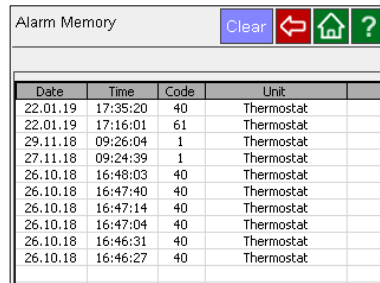 Alarm Memory Clear ?
Date Time Code Unit
22.01.19 17:35:20 40 Thermostat
22.01.19 17:16:01 61 Thermostat
29.11.18 09:26:04 1 Thermostat
27.11.18 09:24:39 1 Thermostat
26.10.18 16:48:03 40 Thermostat
26.10.18 16:47:40 40 Thermostat
26.10.18 16:47:14 40 Thermostat
26.10.18 16:47:04 40 Thermostat
26.10.18 16:46:31 40 Thermostat
26.10.18 16:46:27 40 Thermostat